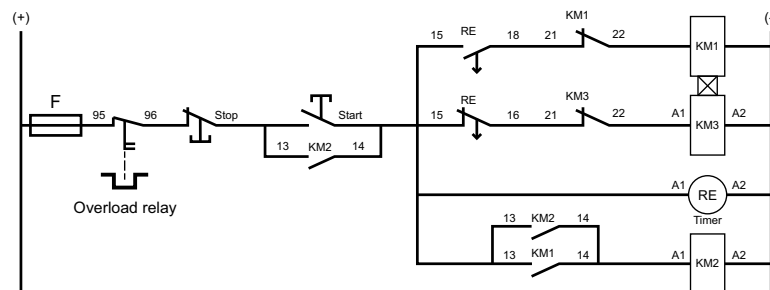 (+)
(-)
F
95
96
Stop
Start
13
KM2
14
Overload relay
15
RE
18
21
KM1
22
KM1
15
RE
16
21
KM3
22
A1
KM3
A2
A1
RE
A2
Timer
13
KM2
14
13
KM1
14
A1
KM2
A2